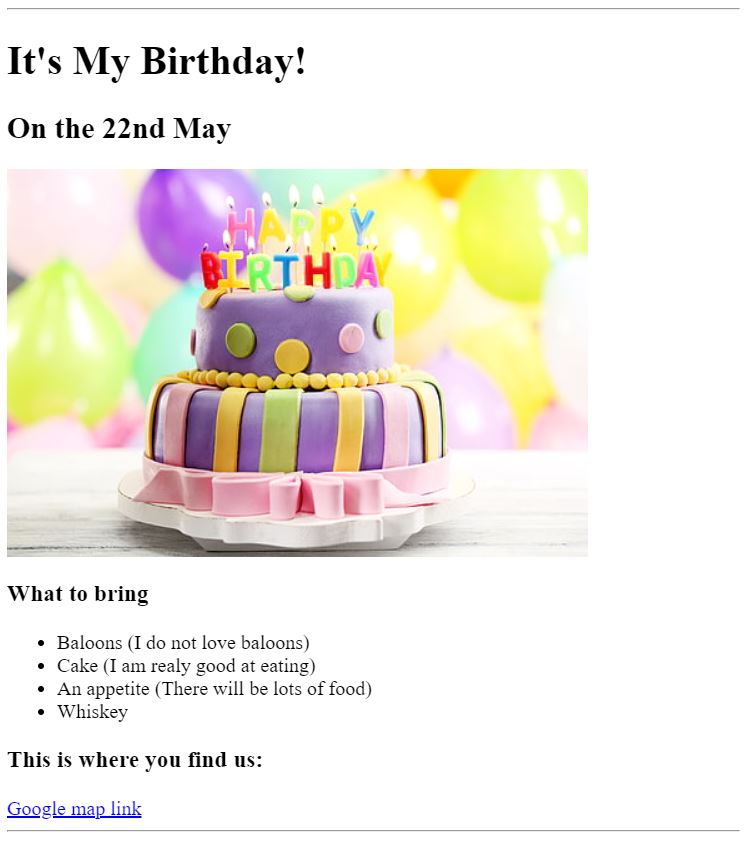 It's My Birthday!
On the 22nd May
HAPPY
BIRTHDAY
What to bring
Baloons (I do not love baloons)
Cake (I am realy good at eating)
An appetite (There will be lots of food)
Whiskey
This is where you find us:
Google map link